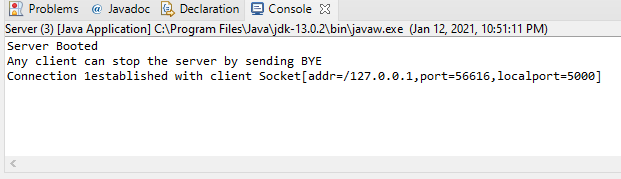 Problems @ Javadoc Declaration Console
Server (3) [Java Application] C:\Program Files\Java\jdk-13.0.2\bin\javaw.exe (Jan 12, 2021, 10:51:11 PM)
Server Booted
Any client can stop the server by sending BYE
Connection 1established with client Socket[addr=/127.0.0.1,port=56616,localport=5000]